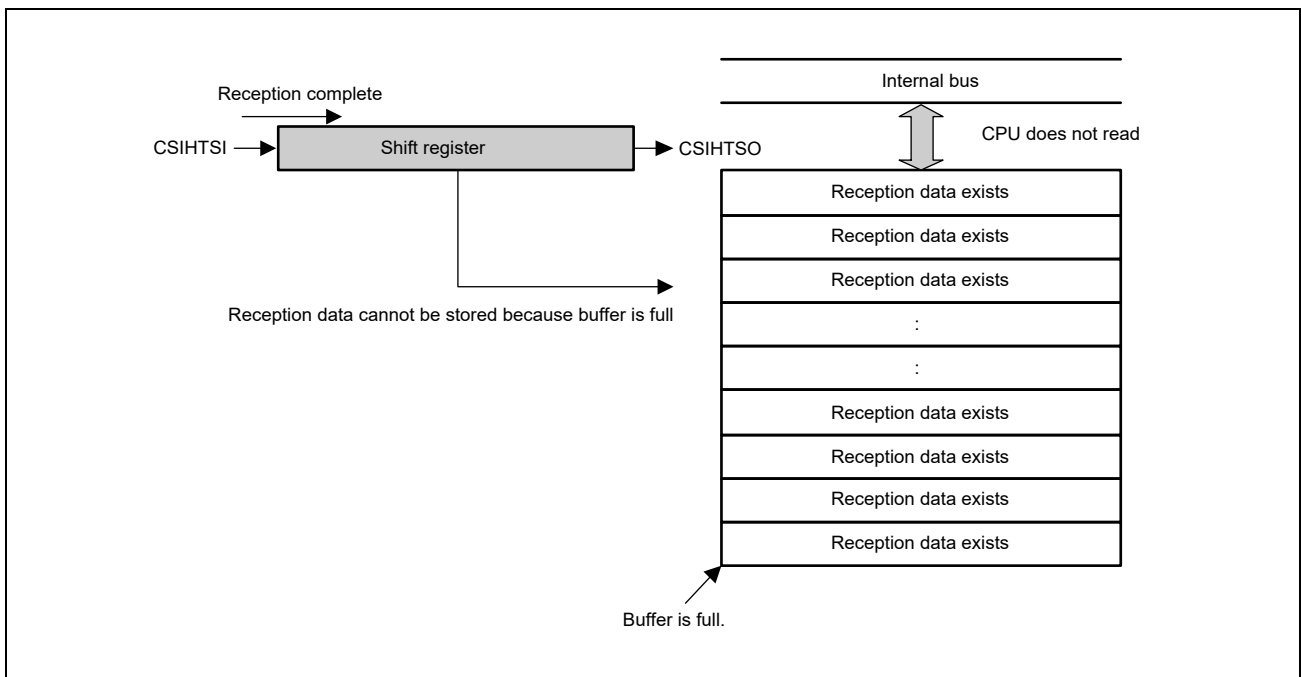 Reception complete
CSIHTSI
Shift register
CSIHTSO
Internal bus
CPU does not read
Reception data exists
Reception data exists
Reception data exists
:
:
Reception data exists
Reception data exists
Reception data exists
Reception data exists
Reception data cannot be stored because buffer is full
Buffer is full.